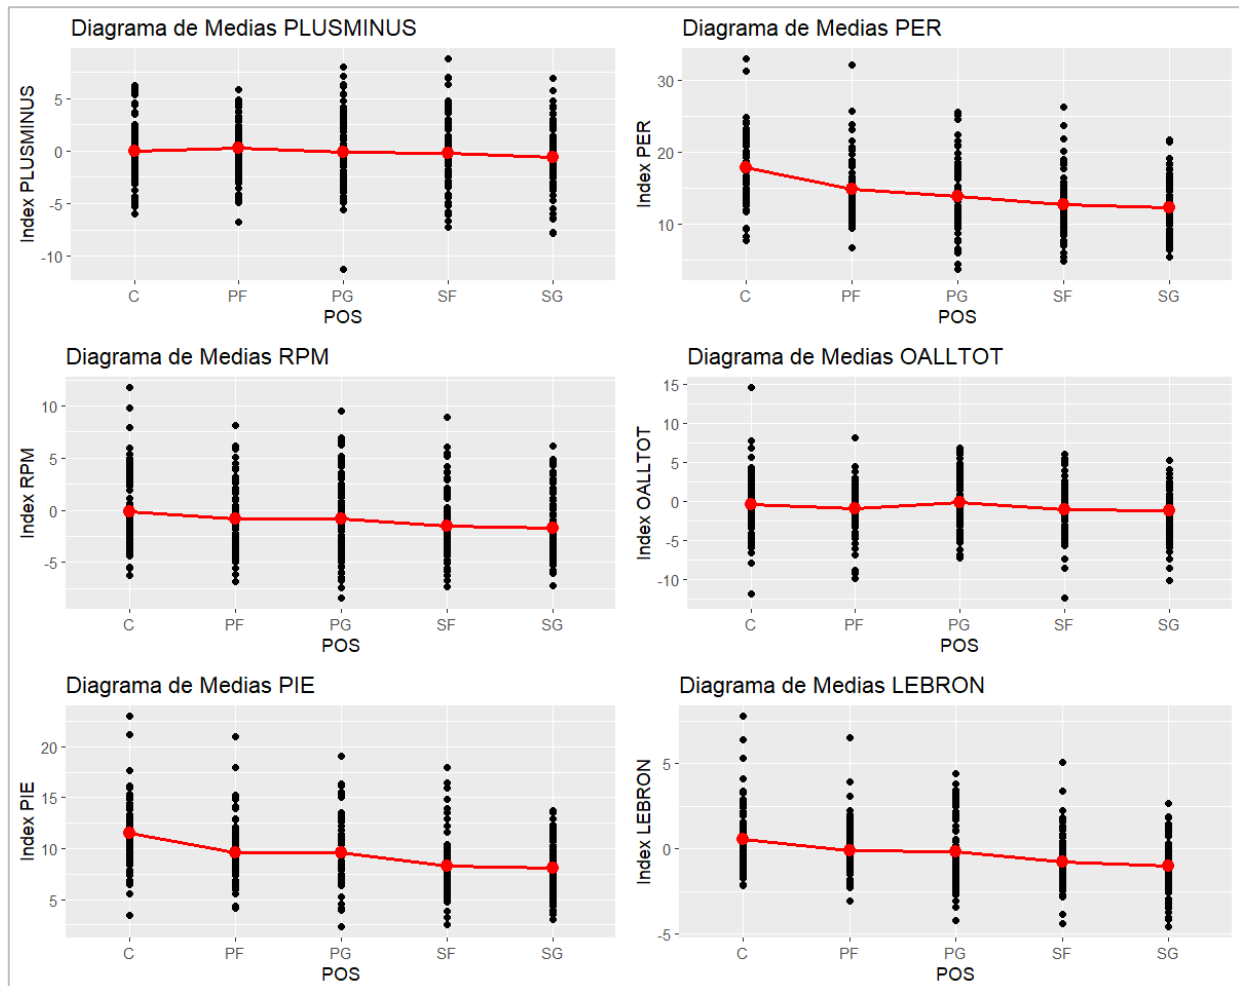 Diagrama de Medias PLUSMINUS
Index PLUSMINUS
5
0
-5
-10
C PF PG SF SG
POS
Diagrama de Medias PER
Index PER
30
20
10
C PF PG SF SG
POS
Diagrama de Medias RPM
Index RPM
10
5
0
-5
C PF PG SF SG
POS
Diagrama de Medias OALLTOT
Index OALLTOT
15
10
5
0
-5
-10
C PF PG SF SG
POS
Diagrama de Medias PIE
Index PIE
20
15
10
5
C PF PG SF SG
POS
Diagrama de Medias LEBRON
Index LEBRON
5
0
-5
C PF PG SF SG
POS